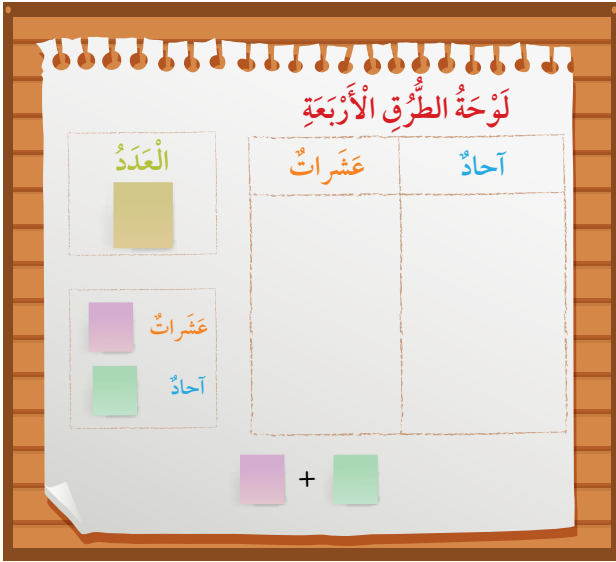 لَوْحَةُ الطُّرُقِ الْأَرْبَعَةِ
آحادٌ
عَشَراتٌ
الْعَدَدُ
عَشَراتٌ
آحادٌ
+